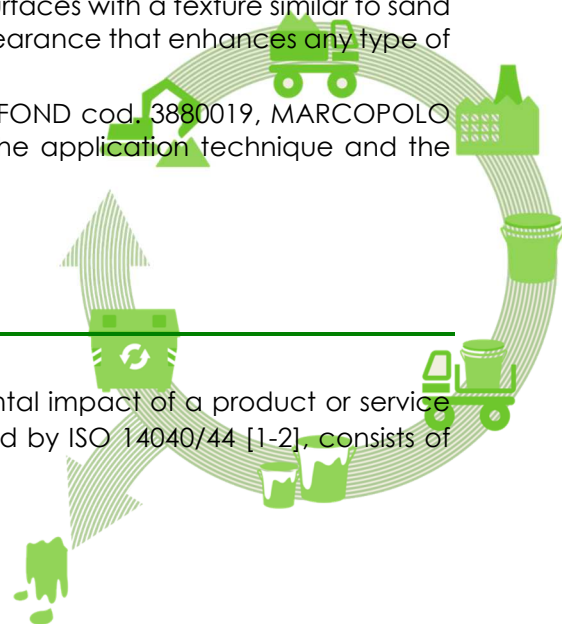 urfaces with a texture similar to sand
earance that enhances any type of
FOND cod. 3880019, MARCOPOLO
he application technique and the
ntal impact of a product or service
d by ISO 14040/44 [1-2], consists of